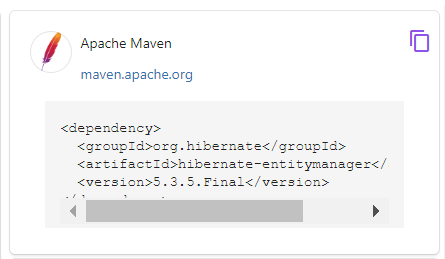 Apache Maven
maven.apache.org
<dependency>
<groupId>org.hibernate</groupId>
<artifactId>hibernate-entitymanager</
<version>5.3.5.Final</version>
</dependency>